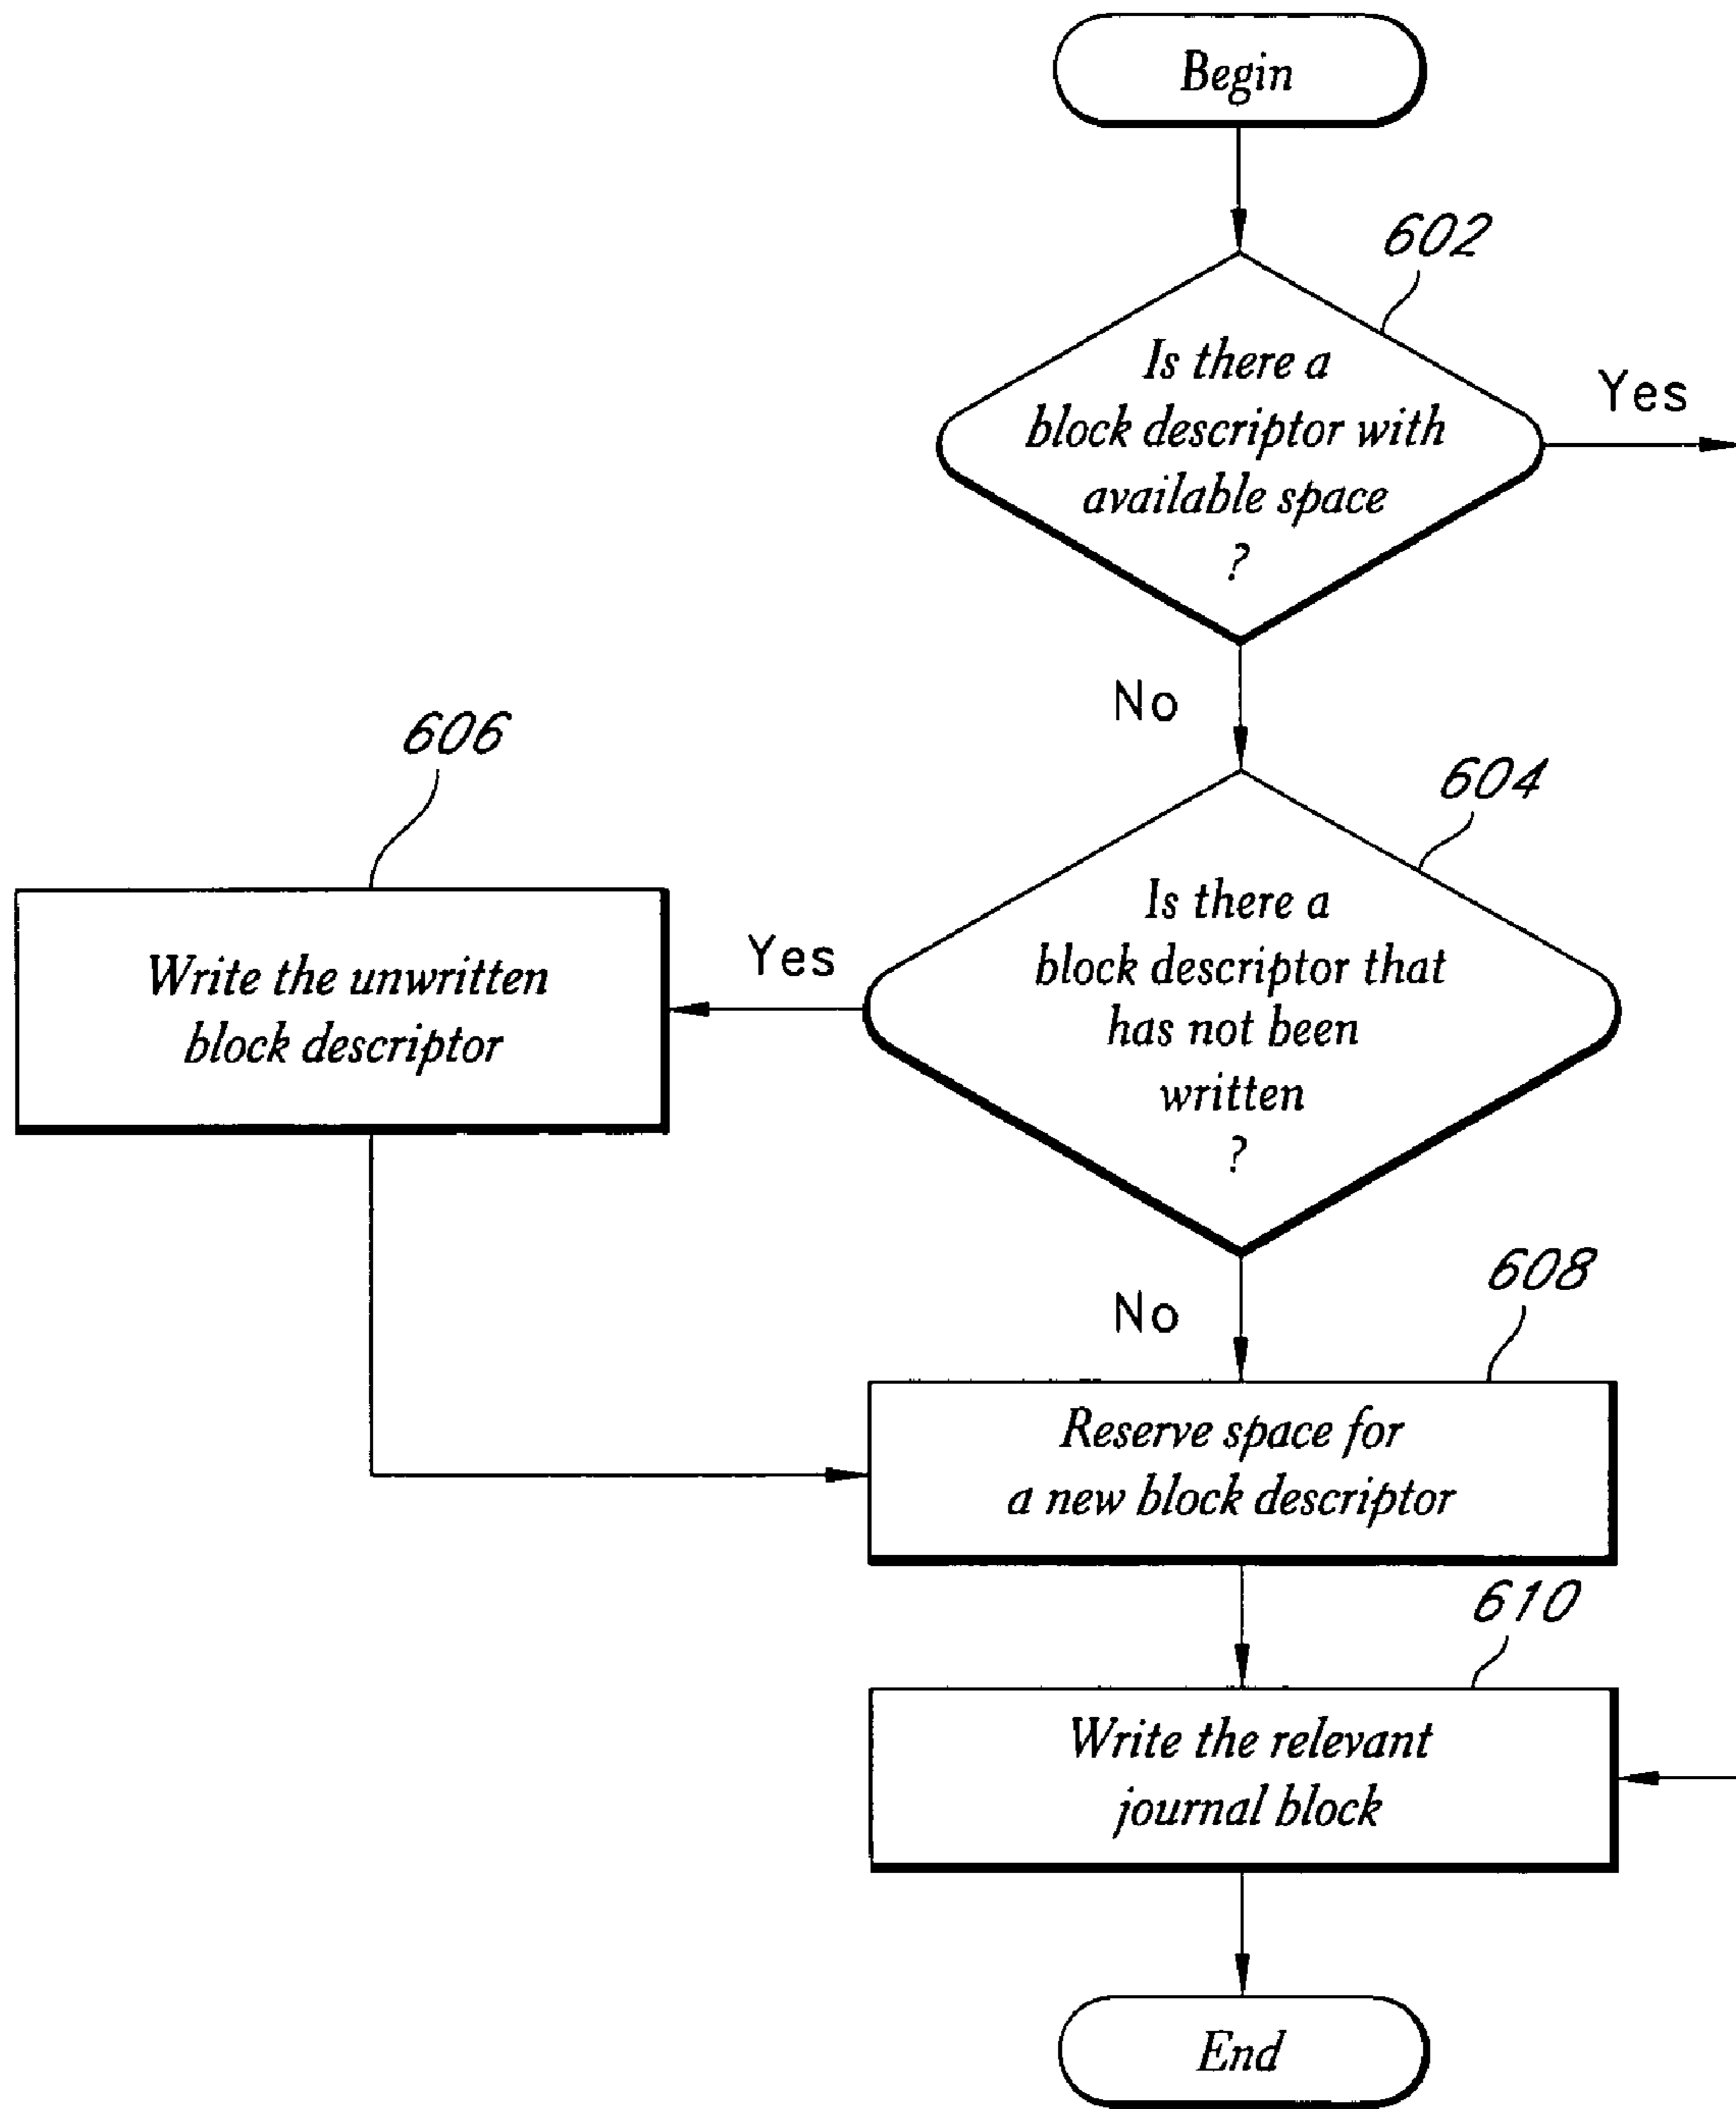 Begin
602
Is there a
block descriptor with
available space
?
Yes
No
606
604
Write the unwritten
block descriptor
Yes
Is there a
block descriptor that
has not been
written
?
No
608
Reserve space for
a new block descriptor
610
Write the relevant
journal block
End